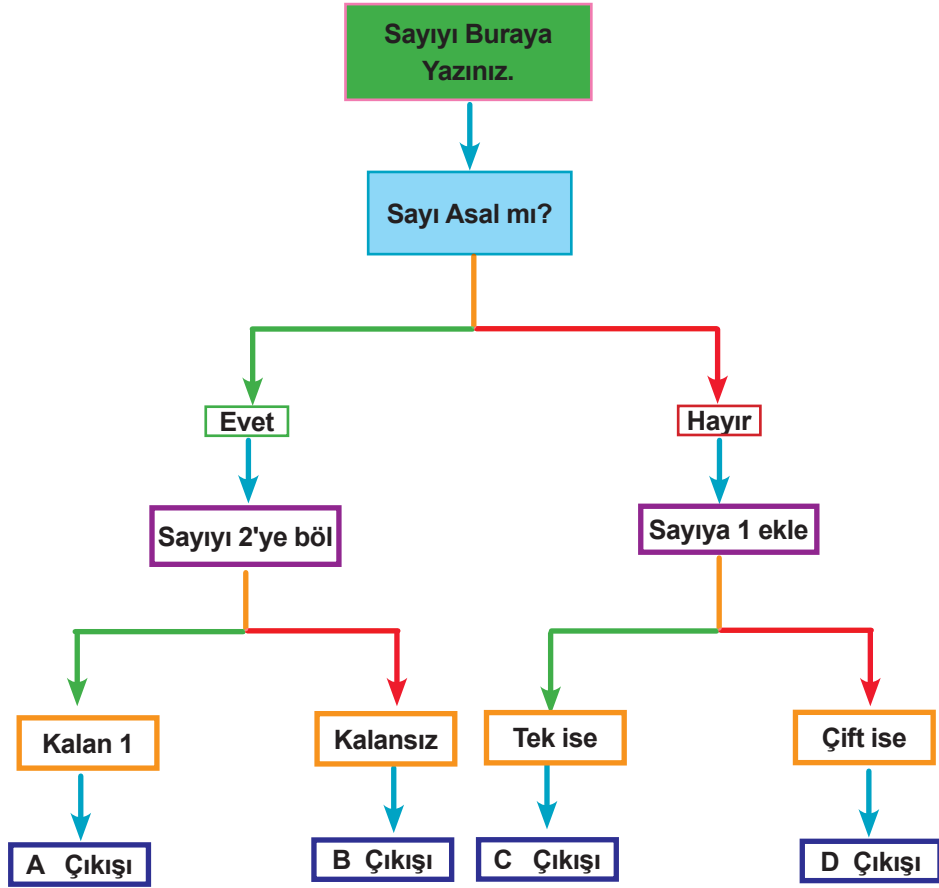 Sayıyı Buraya
Yazınız.
Sayı Asal mı?
Evet
Hayır
Sayıyı 2'ye böl
Sayıya 1 ekle
Kalan 1
Kalansız
Tek ise
Çift ise
A Çıkışı
B Çıkışı
C Çıkışı
D Çıkışı